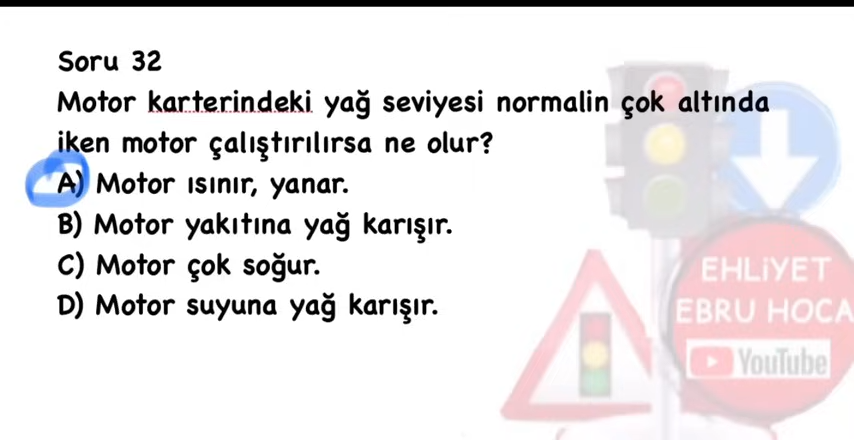 Soru 32
Motor karterindeki yağ seviyesi normalin çok altında
iken motor çalıştırılırsa ne olur?
A) Motor ısınır, yanar.
B) Motor yakıtına yağ karışır.
C) Motor çok soğur.
D) Motor suyuna yağ karışır.
EHLİYET
EBRU HOCA
YouTube